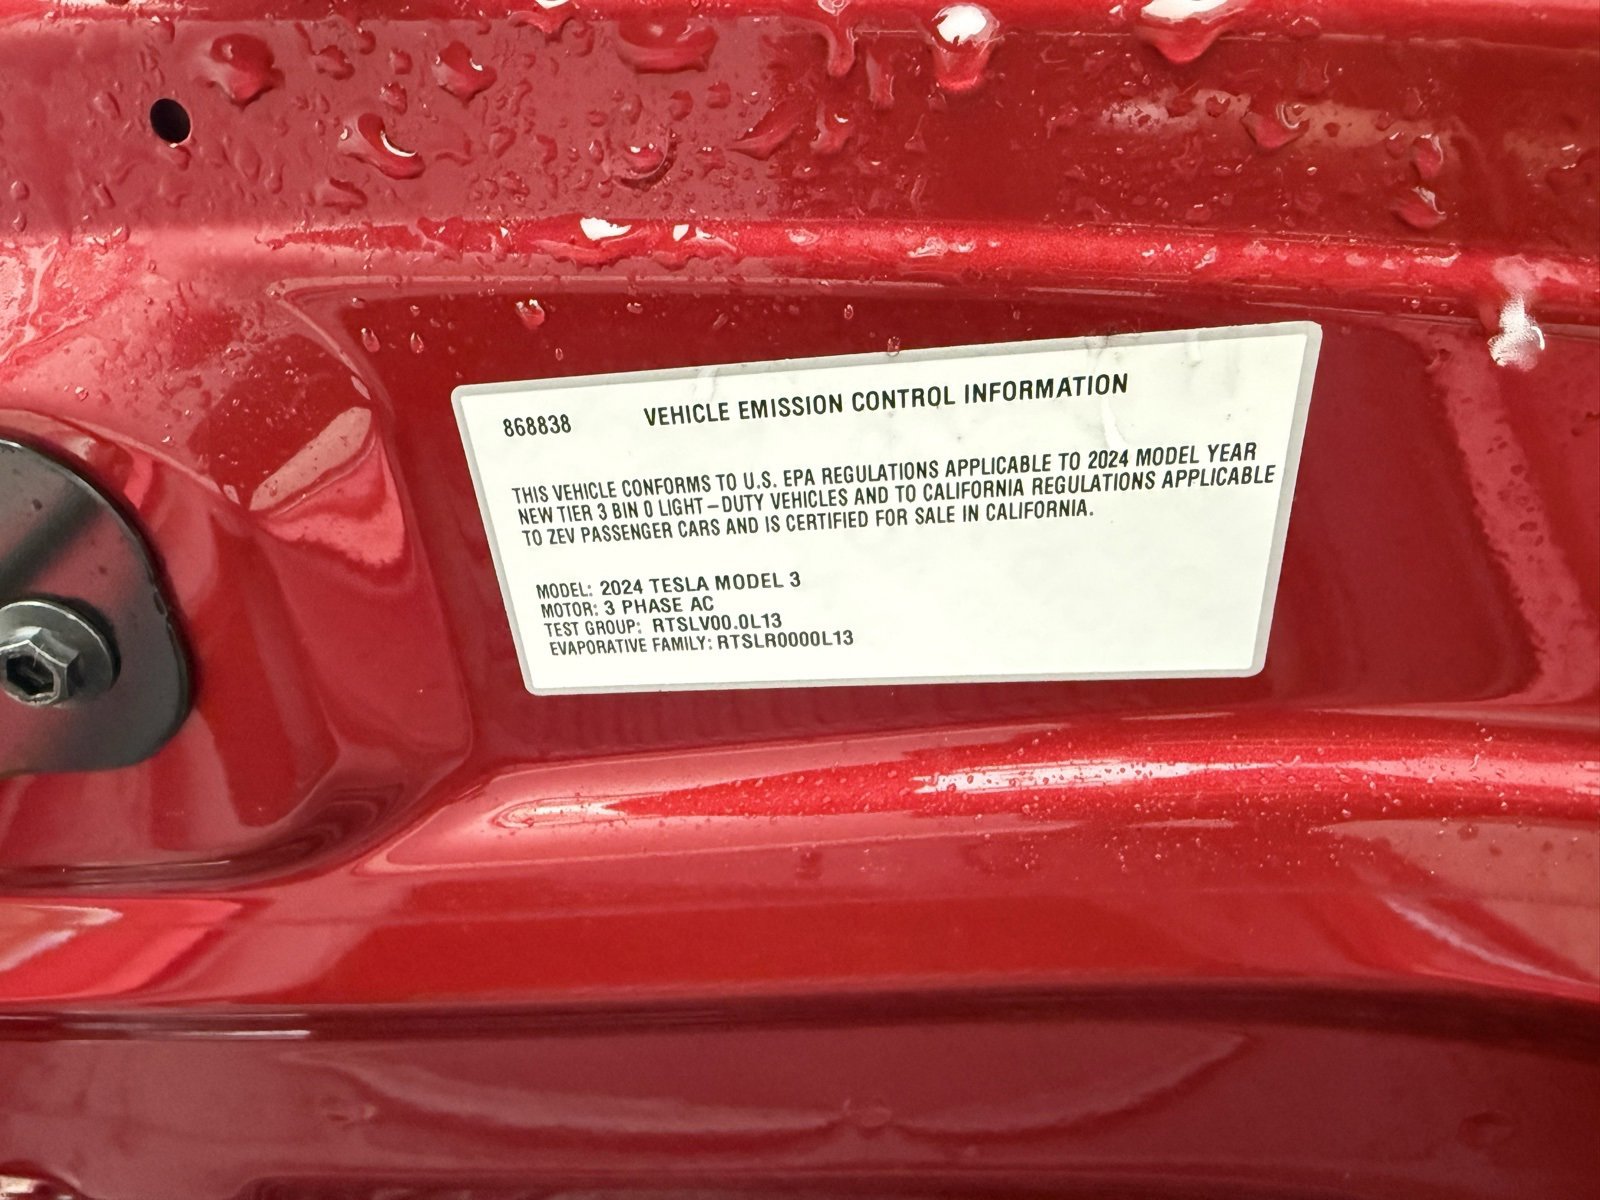 868838 VEHICLE EMISSION CONTROL INFORMATION
THIS VEHICLE CONFORMS TO U.S. EPA REGULATIONS APPLICABLE TO 2024 MODEL YEAR
NEW TIER 3 BIN 0 LIGHT-DUTY VEHICLES AND TO CALIFORNIA REGULATIONS APPLICABLE
TO ZEV PASSENGER CARS AND IS CERTIFIED FOR SALE IN CALIFORNIA.
MODEL: 2024 TESLA MODEL 3
MOTOR: 3 PHASE AC
TEST GROUP: RTSLV00.0L13
EVAPORATIVE FAMILY: RTSLR0000L13